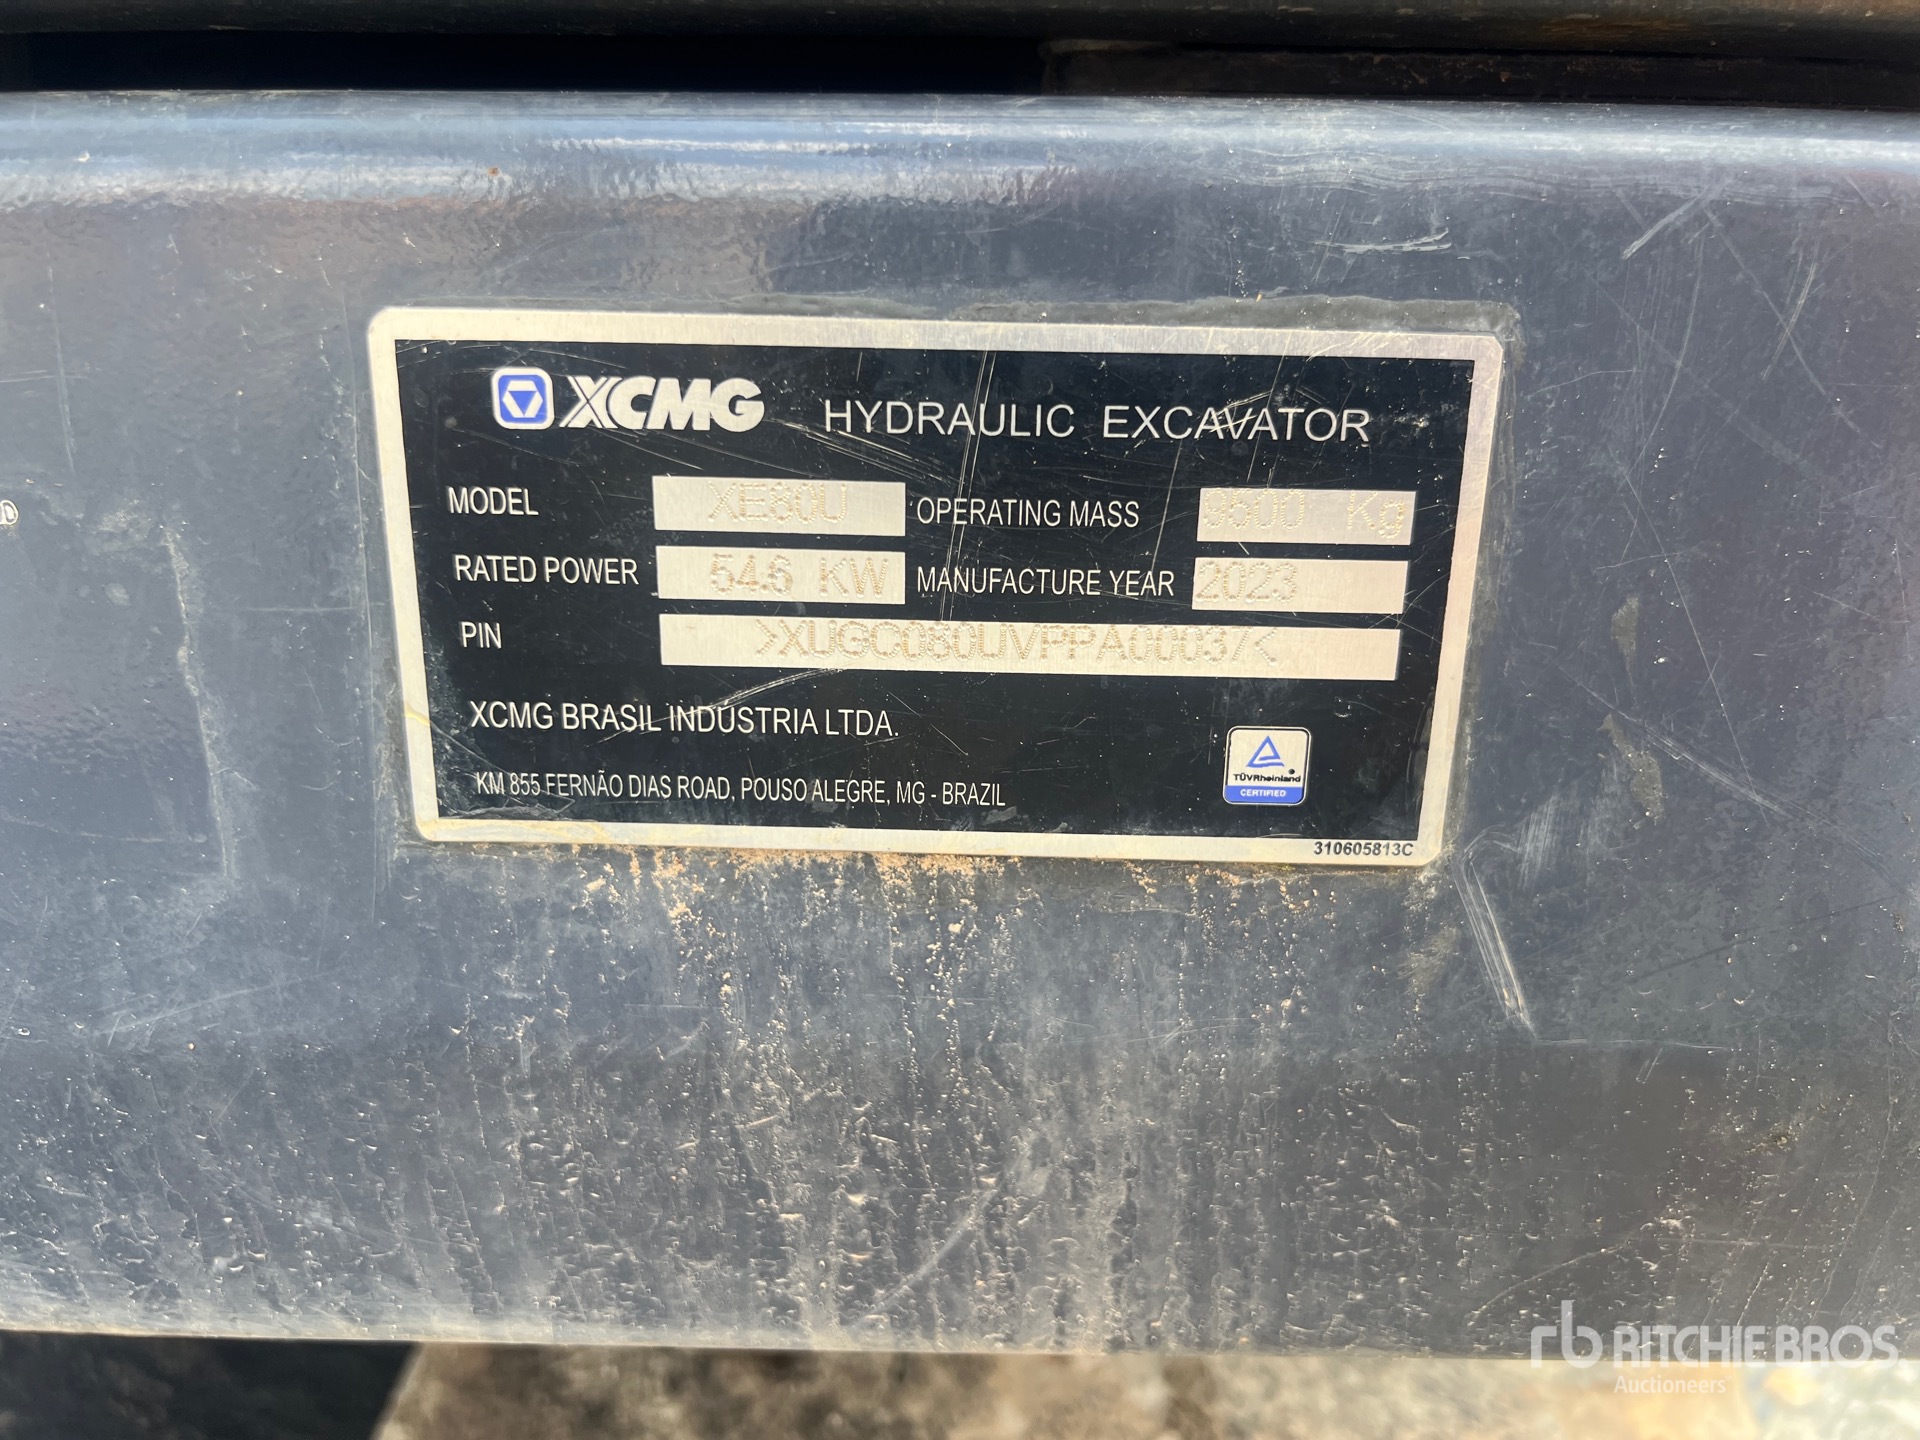 XCMG HYDRAULIC EXCAVATOR
MODEL XE80U OPERATING MASS Kg
RATED POWER 54.6 KW MANUFACTURE YEAR 2023
PIN >XUGC080UVPPA00037<
XCMG BRASIL INDUSTRIA LTDA.
KM 855 FERNÃO DIAS ROAD, POUSO ALEGRE, MG - BRAZIL
TÜVRheinland
CERTIFIED
310605813C
rb RITCHIE BROS
Auctioneers